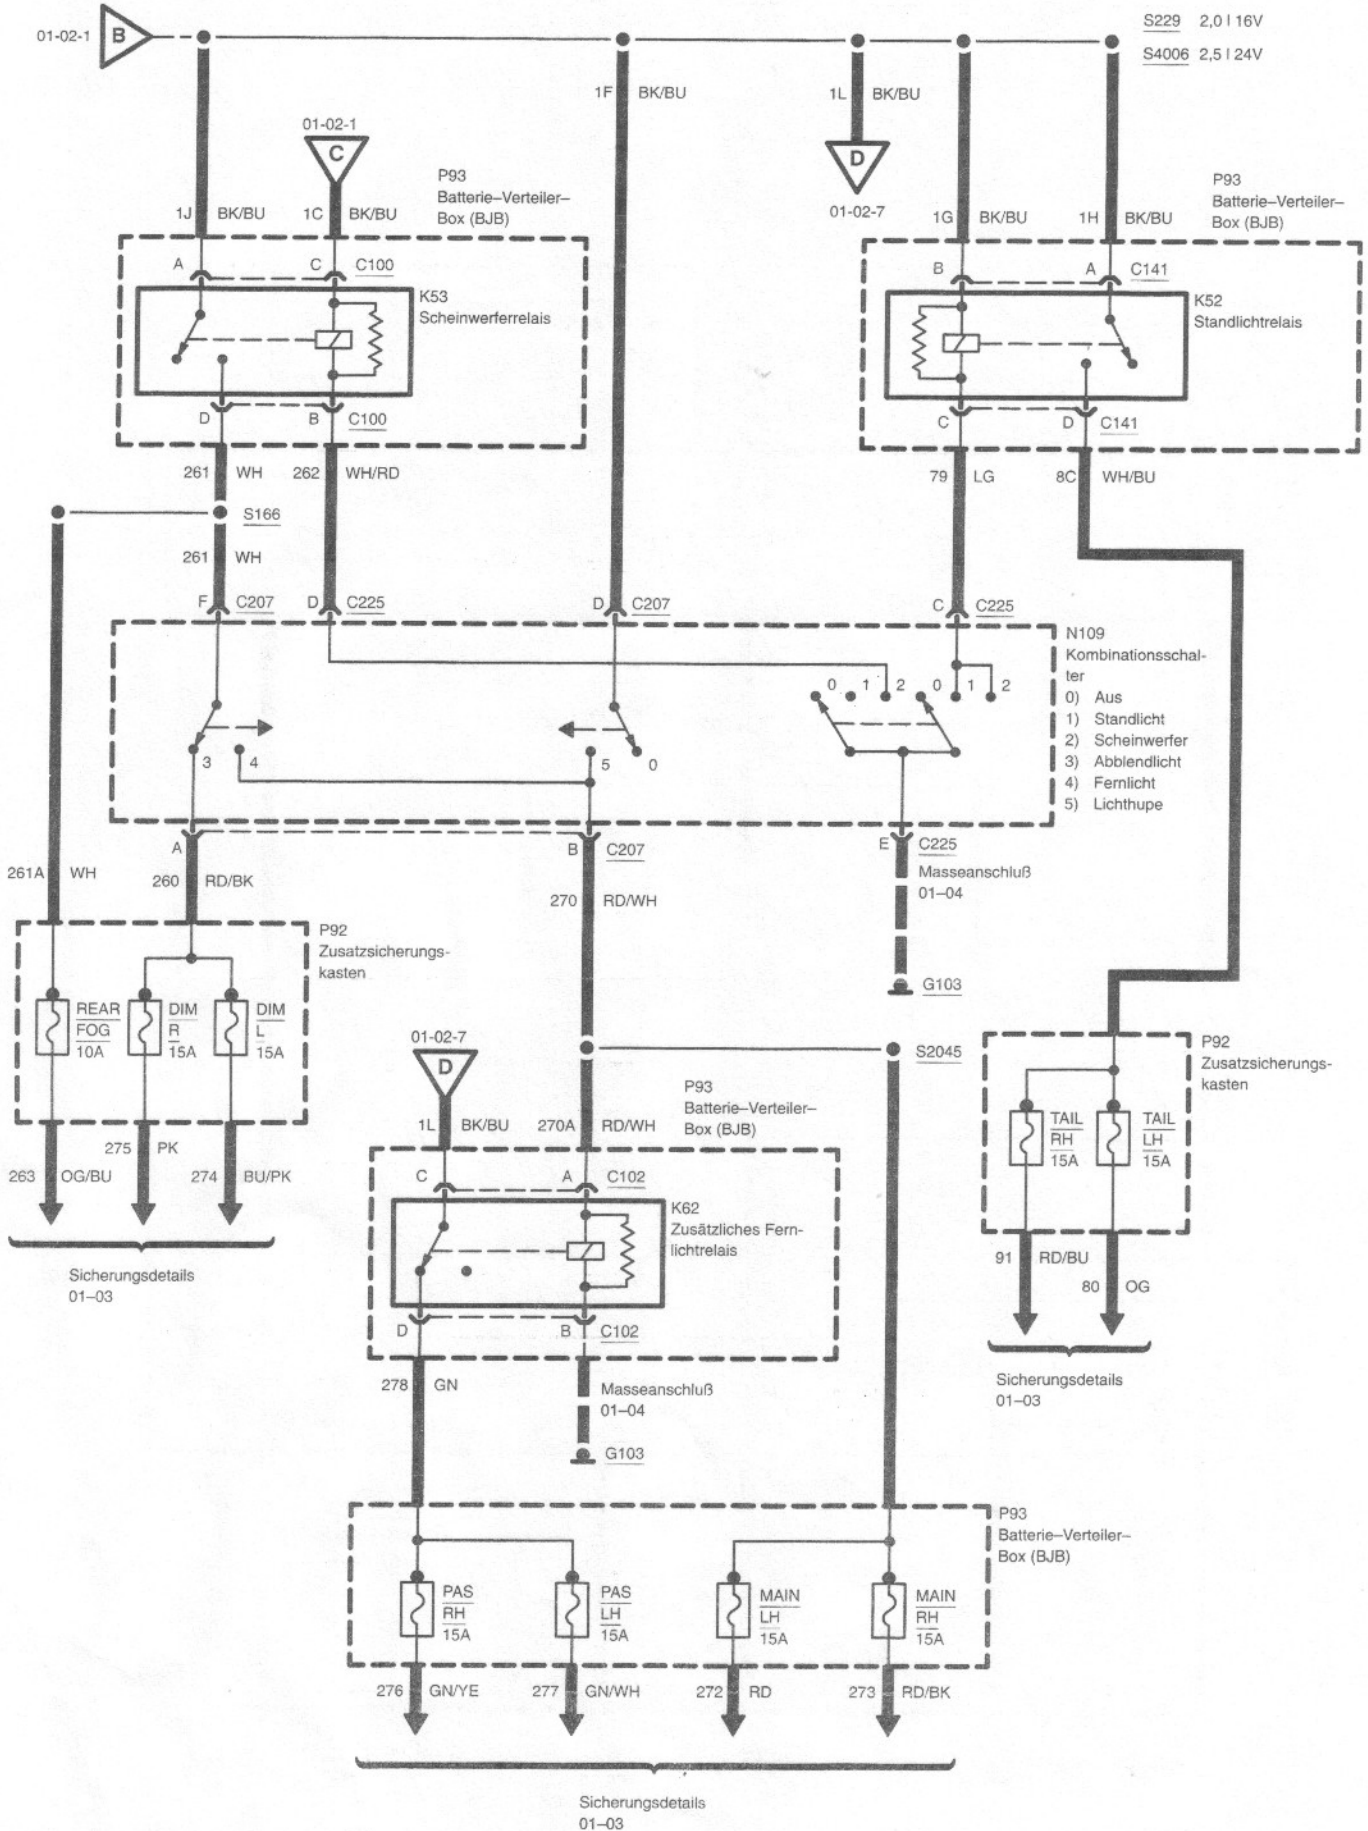 01-02-1
B
S229 2,0 l 16V
S4006 2,5 l 24V
1F BK/BU
1L BK/BU
01-02-1
C
D
01-02-7
P93
Batterie–Verteiler–
Box (BJB)
P93
Batterie–Verteiler–
Box (BJB)
1J BK/BU
1C BK/BU
1G BK/BU
1H BK/BU
A
C C100
B
A C141
K53
Scheinwerferrelais
K52
Standlichtrelais
D
B C100
C
D C141
261 WH
262 WH/RD
79 LG
8C WH/BU
S166
261 WH
F C207
D C225
D C207
C C225
N109
Kombinationsschal-
ter
0) Aus
1) Standlicht
2) Scheinwerfer
3) Abblendlicht
4) Fernlicht
5) Lichthupe
0 1 2
0 1 2
3 4
5 0
A
B C207
E C225
Masseanschluß
01–04
261A WH
260 RD/BK
270 RD/WH
P92
Zusatzsicherungs-
kasten
G103
REAR
FOG
10A
DIM
R
15A
DIM
L
15A
01-02-7
D
S2045
P92
Zusatzsicherungs-
kasten
P93
Batterie–Verteiler–
Box (BJB)
1L BK/BU
270A RD/WH
TAIL
RH
15A
TAIL
LH
15A
263 OG/BU
275 PK
274 BU/PK
C
A C102
K62
Zusätzliches Fern-
lichtrelais
Sicherungsdetails
01–03
91 RD/BU
80 OG
D
B C102
Sicherungsdetails
01–03
278 GN
Masseanschluß
01–04
G103
P93
Batterie–Verteiler–
Box (BJB)
PAS
RH
15A
PAS
LH
15A
MAIN
LH
15A
MAIN
RH
15A
276 GN/YE
277 GN/WH
272 RD
273 RD/BK
Sicherungsdetails
01–03